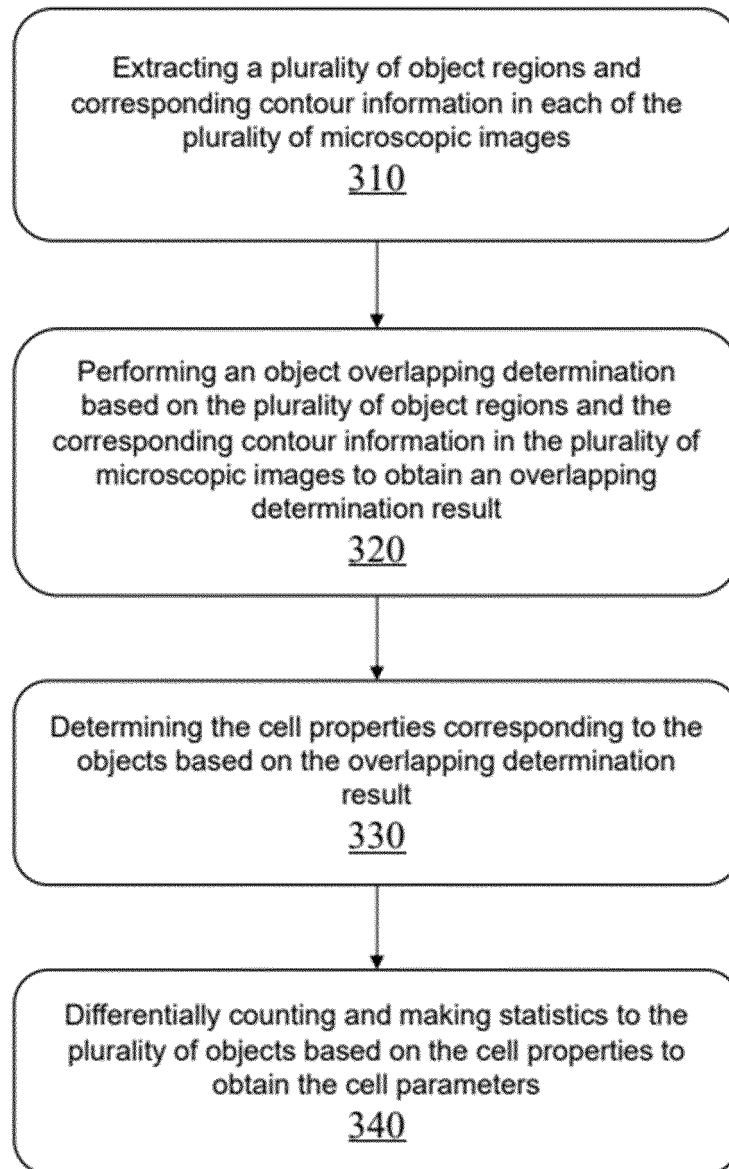 Extracting a plurality of object regions and
corresponding contour information in each of the
plurality of microscopic images
310
Performing an object overlapping determination
based on the plurality of object regions and the
corresponding contour information in the plurality of
microscopic images to obtain an overlapping
determination result
320
Determining the cell properties corresponding to the
objects based on the overlapping determination
result
330
Differentially counting and making statistics to the
plurality of objects based on the cell properties to
obtain the cell parameters
340